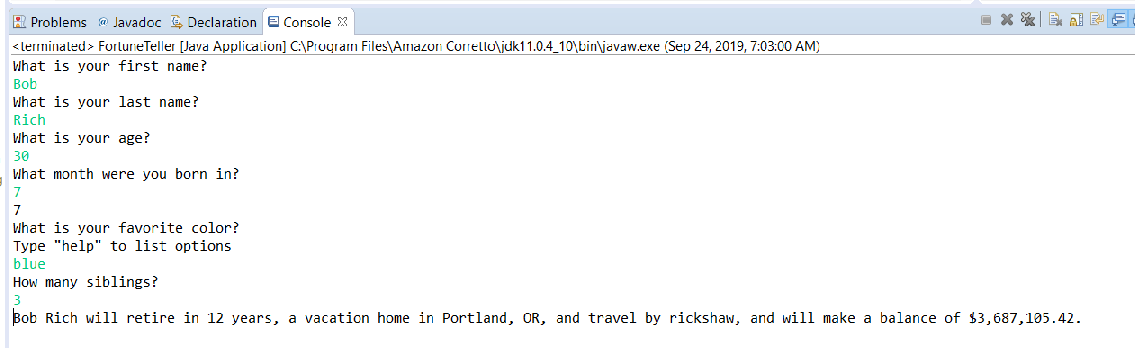 Problems @ Javadoc Declaration Console
<terminated> FortuneTeller [Java Application] C:\Program Files\Amazon Corretto\jdk11.0.4_10\bin\javaw.exe (Sep 24, 2019, 7:03:00 AM)
What is your first name?
Bob
What is your last name?
Rich
What is your age?
30
What month were you born in?
7
7
What is your favorite color?
Type "help" to list options
blue
How many siblings?
3
Bob Rich will retire in 12 years, a vacation home in Portland, OR, and travel by rickshaw, and will make a balance of $3,687,105.42.